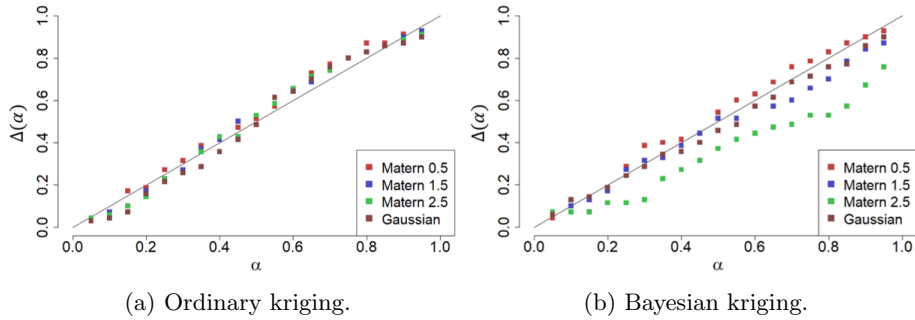 Δ(α)
1.0
0.8
0.6
0.4
0.2
0.0
0.0 0.2 0.4 0.6 0.8 1.0
α
Matern 0.5
Matern 1.5
Matern 2.5
Gaussian
(a) Ordinary kriging.
Δ(α)
1.0
0.8
0.6
0.4
0.2
0.0
0.0 0.2 0.4 0.6 0.8 1.0
α
Matern 0.5
Matern 1.5
Matern 2.5
Gaussian
(b) Bayesian kriging.